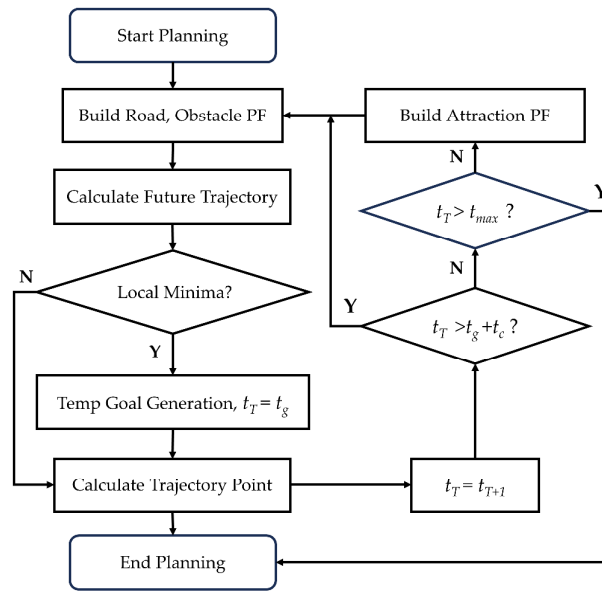 Start Planning
Build Road, Obstacle PF
Build Attraction PF
N
Calculate Future Trajectory
t_T > t_max ?
Y
N
N
Local Minima?
Y
t_T >t_g +t_c ?
Y
Temp Goal Generation, t_T = t_g
Calculate Trajectory Point
t_T = t_T+1
End Planning